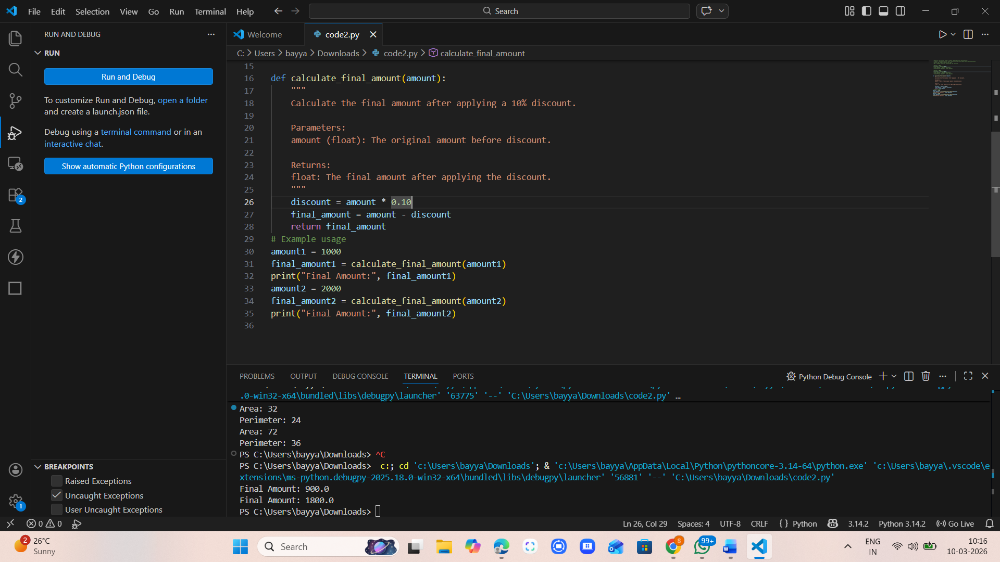 File Edit Selection View Go Run Terminal Help
Search
RUN AND DEBUG
RUN
Run and Debug
To customize Run and Debug, open a folder
and create a launch.json file.
Debug using a terminal command or in an
interactive chat.
Show automatic Python configurations
2
BREAKPOINTS
Raised Exceptions
Uncaught Exceptions
User Uncaught Exceptions
1
Welcome
code2.py
C: > Users > bayya > Downloads > code2.py > calculate_final_amount
15
16 def calculate_final_amount(amount):
17 """
18 Calculate the final amount after applying a 10% discount.
19
20 Parameters:
21 amount (float): The original amount before discount.
22
23 Returns:
24 float: The final amount after applying the discount.
25 """
26 discount = amount * 0.10
27 final_amount = amount - discount
28 return final_amount
29 # Example usage
30 amount1 = 1000
31 final_amount1 = calculate_final_amount(amount1)
32 print("Final Amount:", final_amount1)
33 amount2 = 2000
34 final_amount2 = calculate_final_amount(amount2)
35 print("Final Amount:", final_amount2)
36
PROBLEMS OUTPUT DEBUG CONSOLE TERMINAL PORTS
Python Debug Console
.0-win32-x64\bundled\libs\debugpy\launcher' '63775' '--' 'C:\Users\bayya\Downloads\code2.py' …
Area: 32
Perimeter: 24
Area: 72
Perimeter: 36
PS C:\Users\bayya\Downloads> ^C
PS C:\Users\bayya\Downloads> c:; cd 'c:\Users\bayya\Downloads'; & 'c:\Users\bayya\AppData\Local\Python\pythoncore-3.14-64\python.exe' 'c:\Users\bayya\.vscode\e
xtensions\ms-python.debugpy-2025.18.0-win32-x64\bundled\libs\debugpy\launcher' '56881' '--' 'C:\Users\bayya\Downloads\code2.py'
Final Amount: 900.0
Final Amount: 1800.0
PS C:\Users\bayya\Downloads>
0 0
Ln 26, Col 29 Spaces: 4 UTF-8 CRLF { } Python 3.14.2 Python 3.14.2 Go Live
2
26°C
Sunny
Search
S
99+
ENG
IN
10:16
10-03-2026